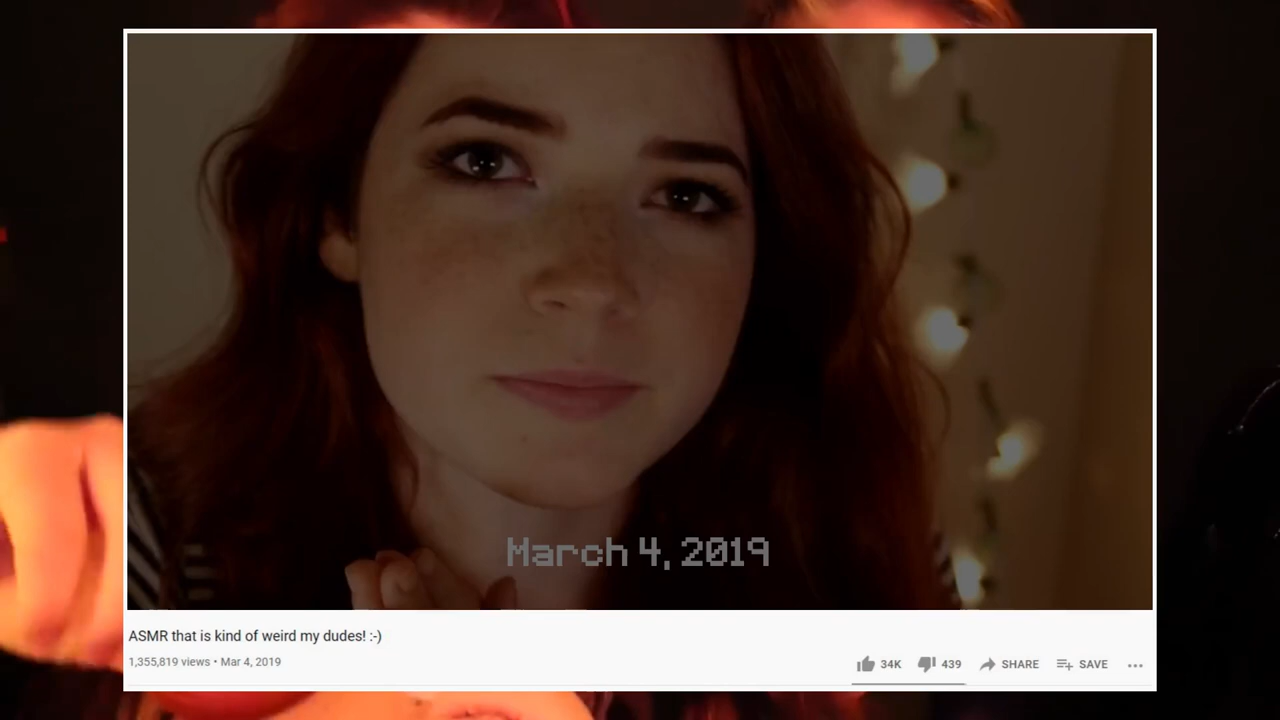 March 4, 2019
ASMR that is kind of weird my dudes! :-)
1,355,819 views • Mar 4, 2019
34K 439 SHARE SAVE